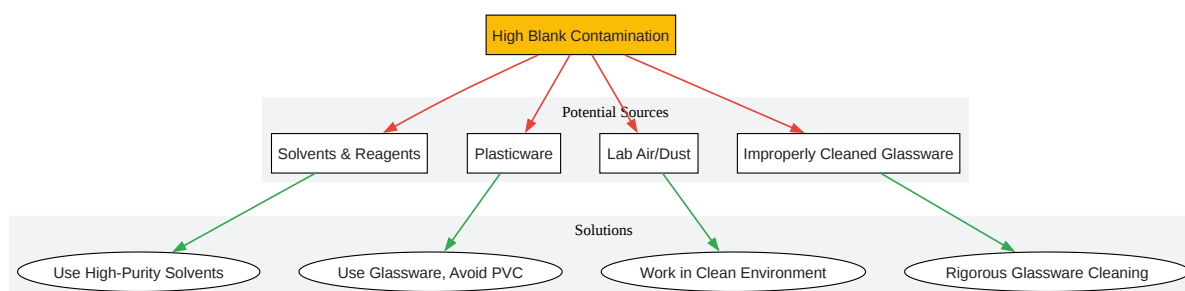 High Blank Contamination
Potential Sources
Solvents & Reagents
Plasticware
Lab Air/Dust
Improperly Cleaned Glassware
Solutions
Use High-Purity Solvents
Use Glassware, Avoid PVC
Work in Clean Environment
Rigorous Glassware Cleaning